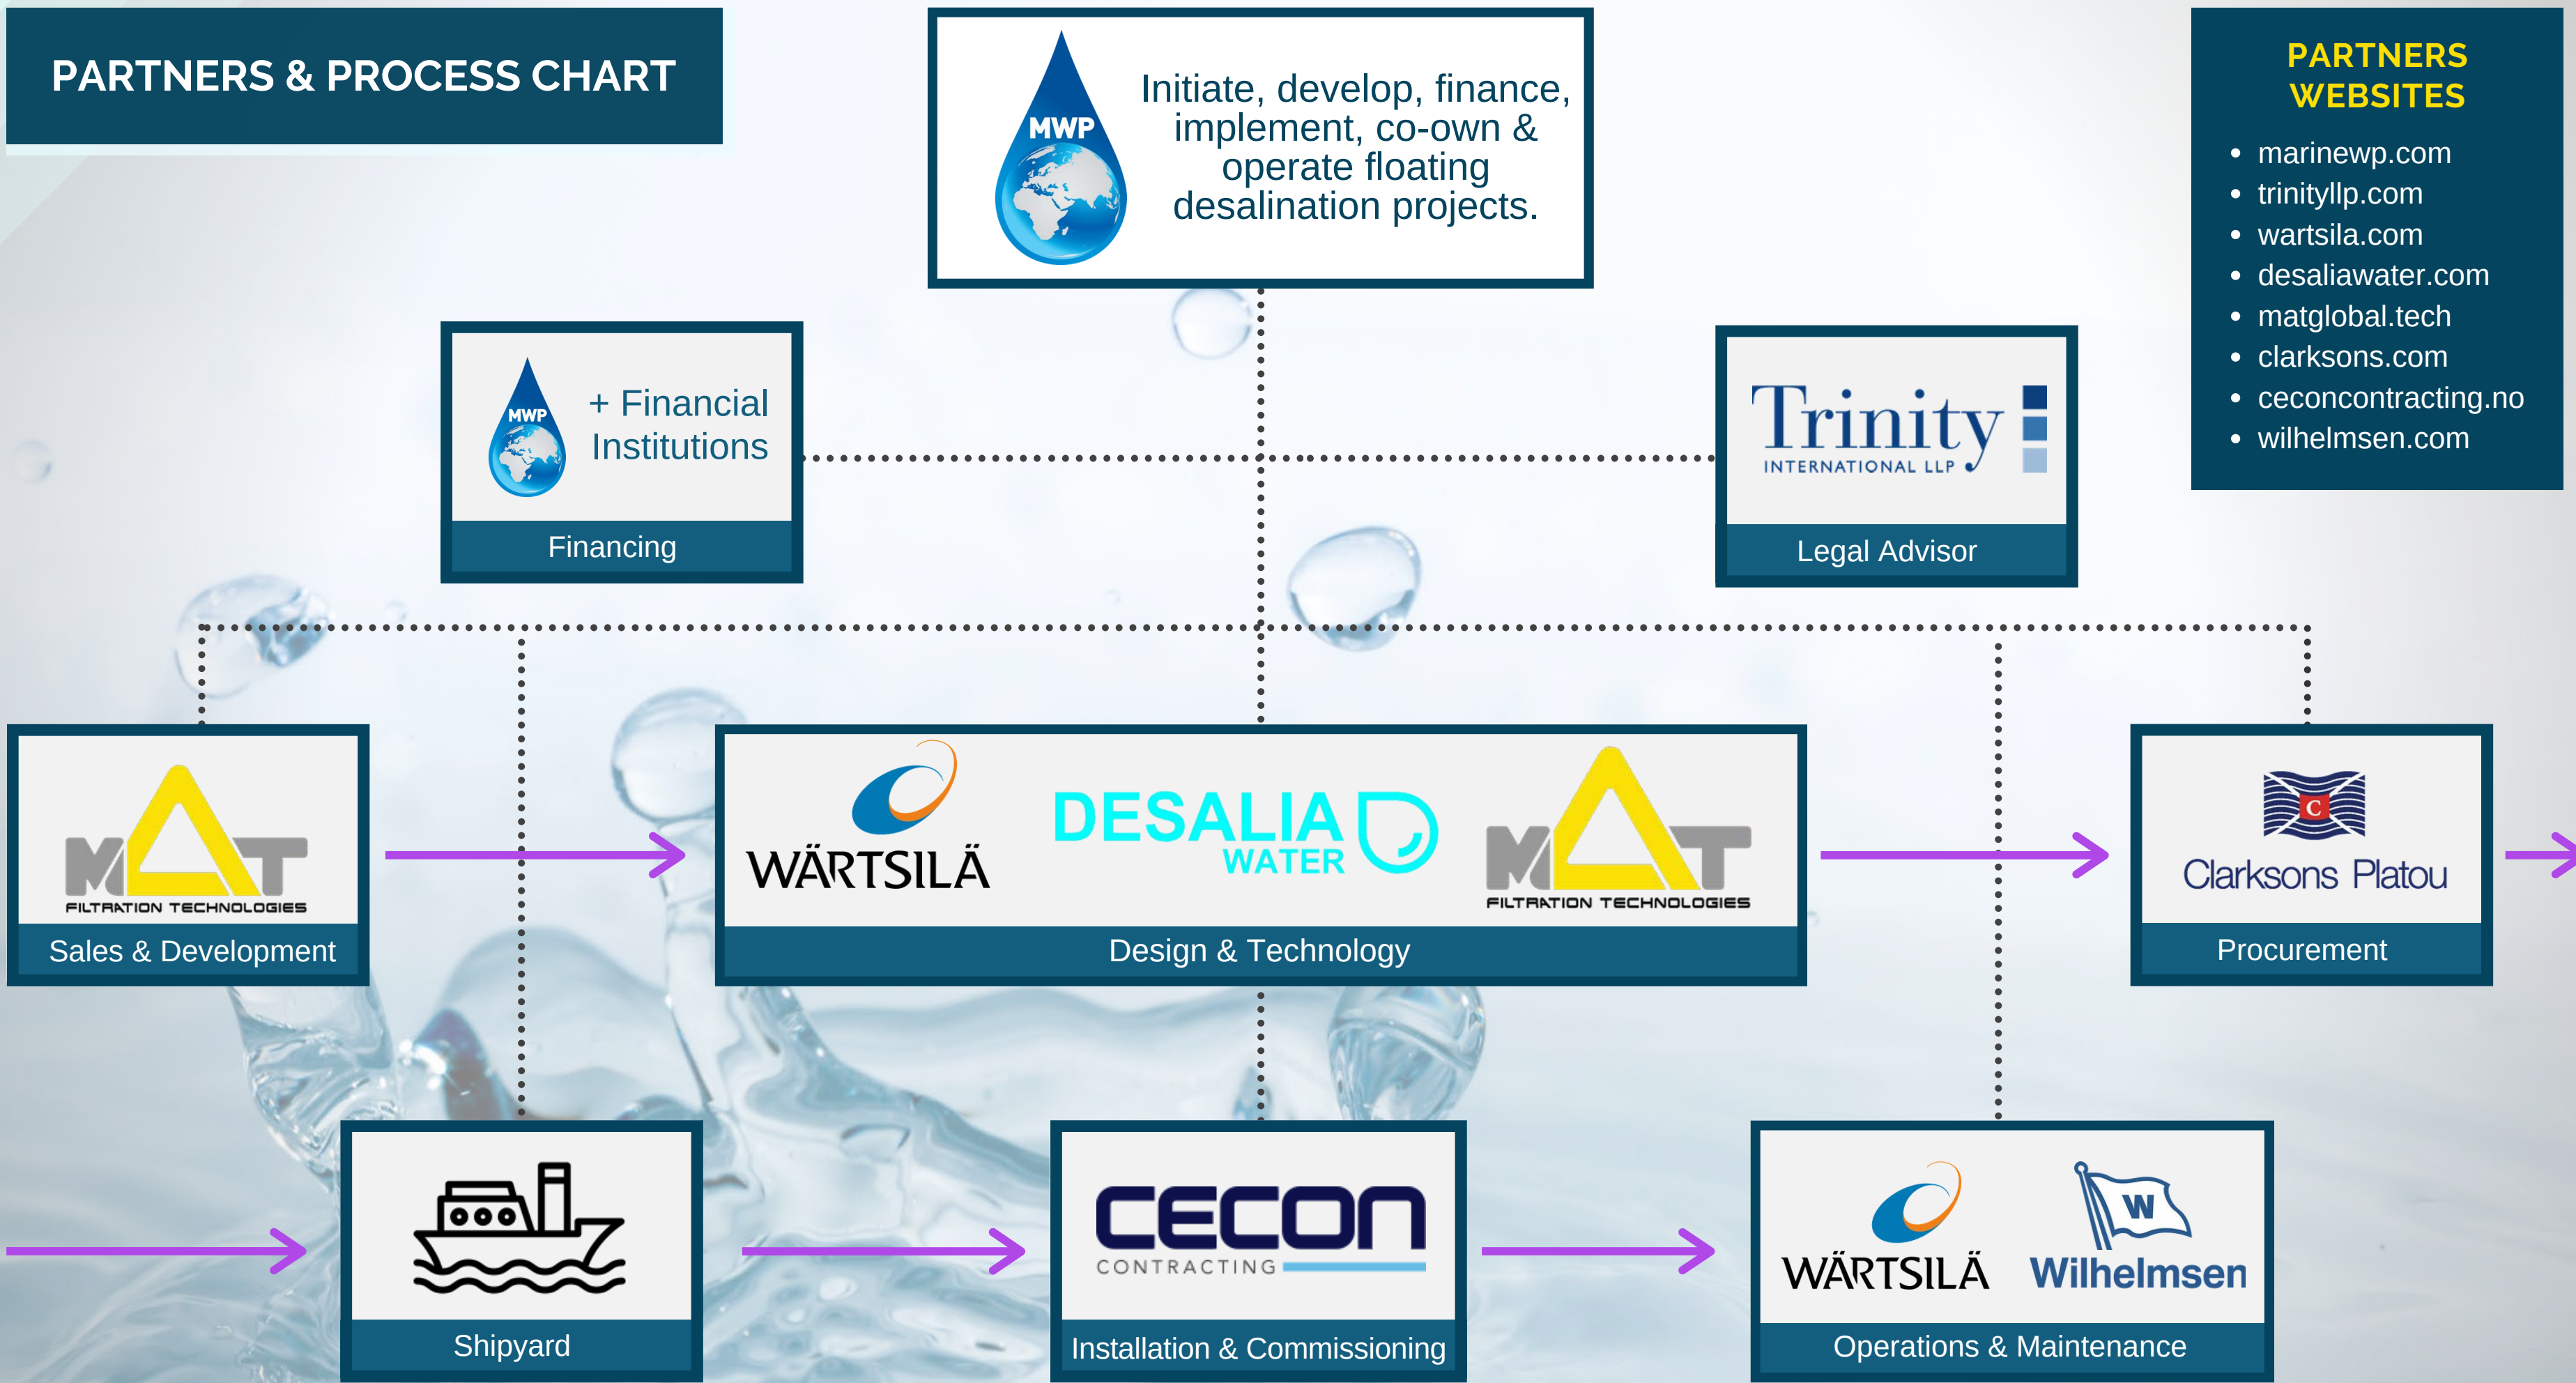 PARTNERS & PROCESS CHART
MWP
Initiate, develop, finance,
implement, co-own &
operate floating
desalination projects.
PARTNERS
WEBSITES
• marinewp.com
• trinityllp.com
• wartsila.com
• desaliawater.com
• matglobal.tech
• clarksons.com
• ceconcontracting.no
• wilhelmsen.com
MWP
+ Financial
Institutions
Financing
Trinity
INTERNATIONAL LLP
Legal Advisor
MAT
FILTRATION TECHNOLOGIES
Sales & Development
WÄRTSILÄ
DESALIA
WATER
MAT
FILTRATION TECHNOLOGIES
Design & Technology
C
Clarksons Platou
Procurement
Shipyard
CECON
CONTRACTING
Installation & Commissioning
WÄRTSILÄ
W
Wilhelmsen
Operations & Maintenance